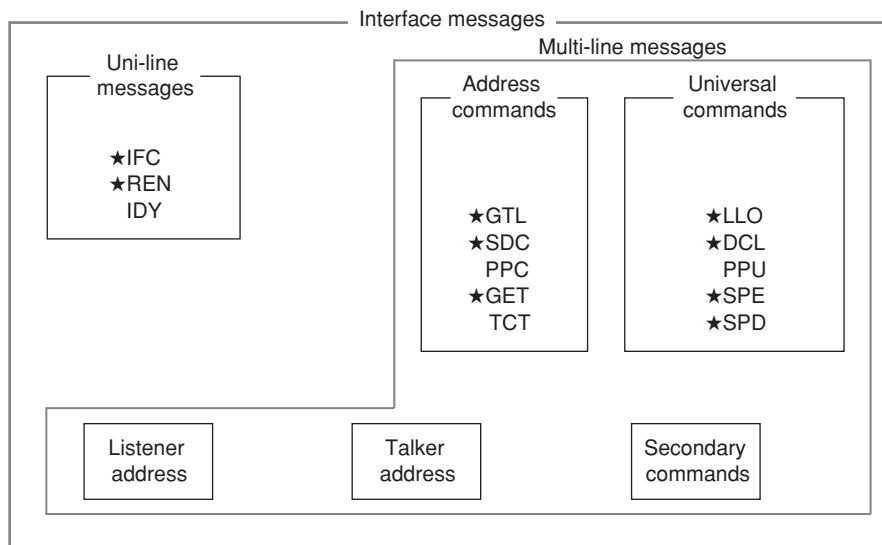 Interface messages
Multi-line messages
Uni-line
messages
★IFC
★REN
IDY
Address
commands
★GTL
★SDC
PPC
★GET
TCT
Universal
commands
★LLO
★DCL
PPU
★SPE
★SPD
Listener
address
Talker
address
Secondary
commands